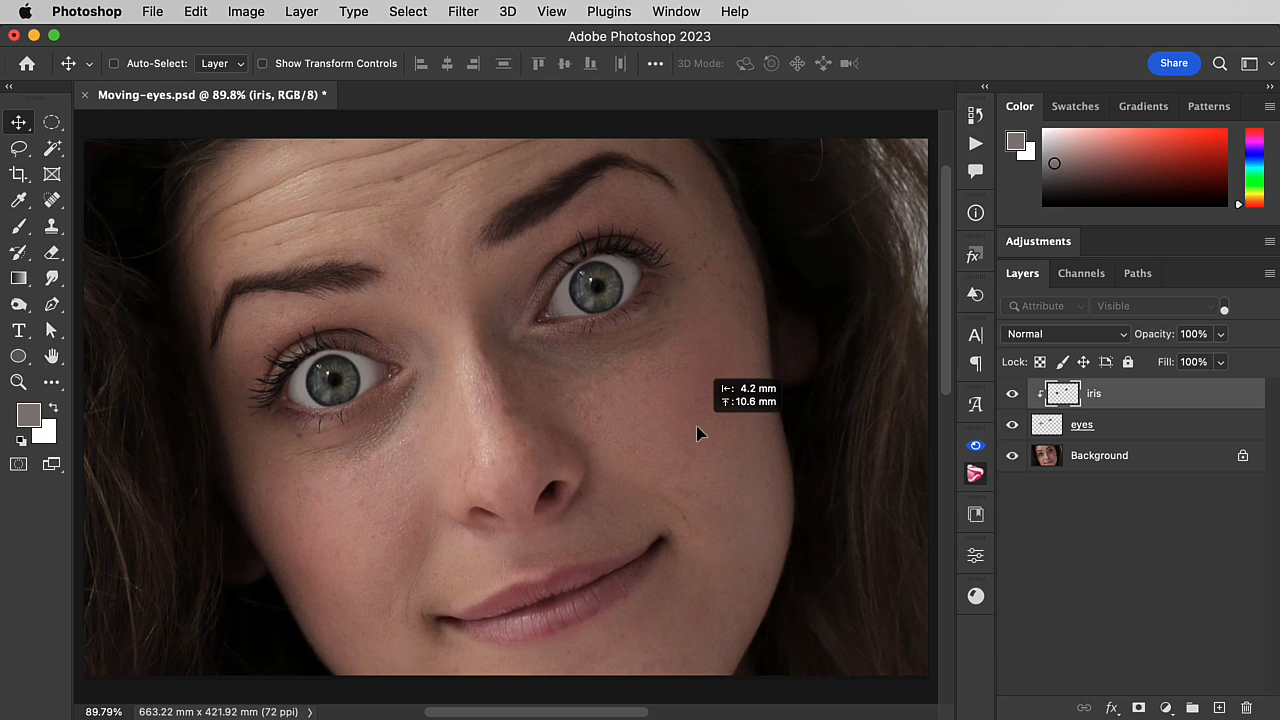 Photoshop File Edit Image Layer Type Select Filter 3D View Plugins Window Help
Adobe Photoshop 2023
Auto-Select: Layer Show Transform Controls 3D Mode: Share
Moving-eyes.psd @ 89.8% (iris, RGB/8) *
Color Swatches Gradients Patterns
Adjustments
Layers Channels Paths
Attribute Visible
Normal Opacity: 100%
Lock: Fill: 100%
4.2 mm
10.6 mm
iris
eyes
Background
89.79% 663.22 mm x 421.92 mm (72 ppi)